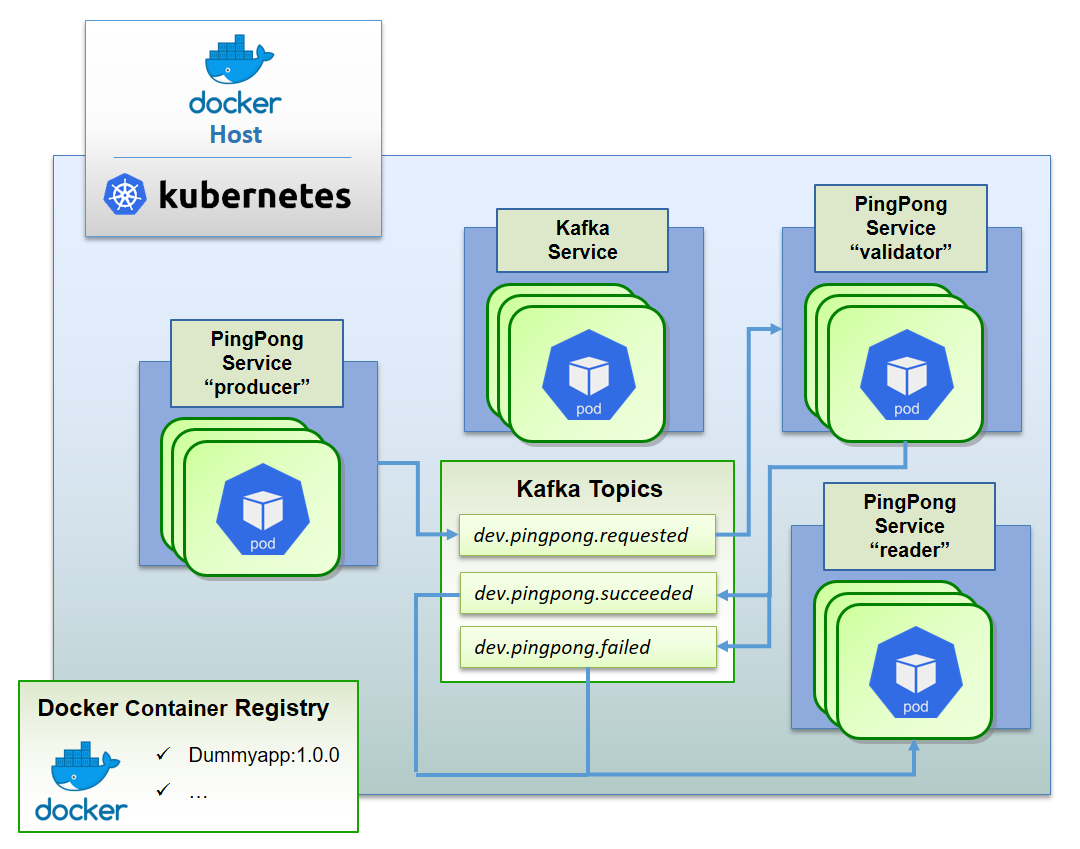 docker
Host
kubernetes
Kafka
Service
PingPong
Service
“validator”
PingPong
Service
“producer”
pod
pod
pod
Kafka Topics
dev.pingpong.requested
dev.pingpong.succeeded
dev.pingpong.failed
PingPong
Service
“reader”
pod
Docker Container Registry
docker
✓ Dummyapp:1.0.0
✓ ...